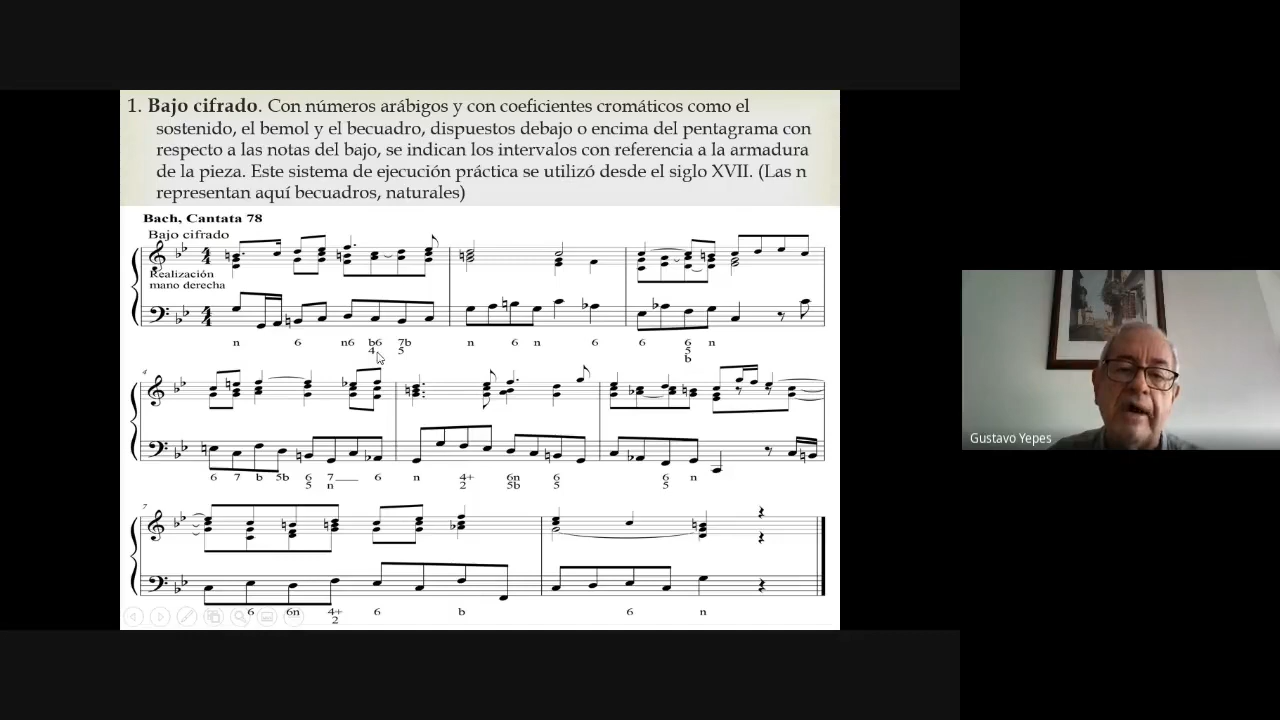 1. Bajo cifrado. Con números arábigos y con coeficientes cromáticos como el
sostenido, el bemol y el becuadro, dispuestos debajo o encima del pentagrama con
respecto a las notas del bajo, se indican los intervalos con referencia a la armadura
de la pieza. Este sistema de ejecución práctica se utilizó desde el siglo XVII. (Las n
representan aquí becuadros, naturales)
Bach, Cantata 78
Bajo cifrado
Realización
mano derecha
n 6 n6 b6 7b n 6 n 6 6 6 n
4 5 5
b
4
6 7 b 5b 6 7 6 n 4+ 6n 6 6 n
5 n 2 5b 5 5
7
6 6n 4+ 6 b 6 n
2
Gustavo Yepes